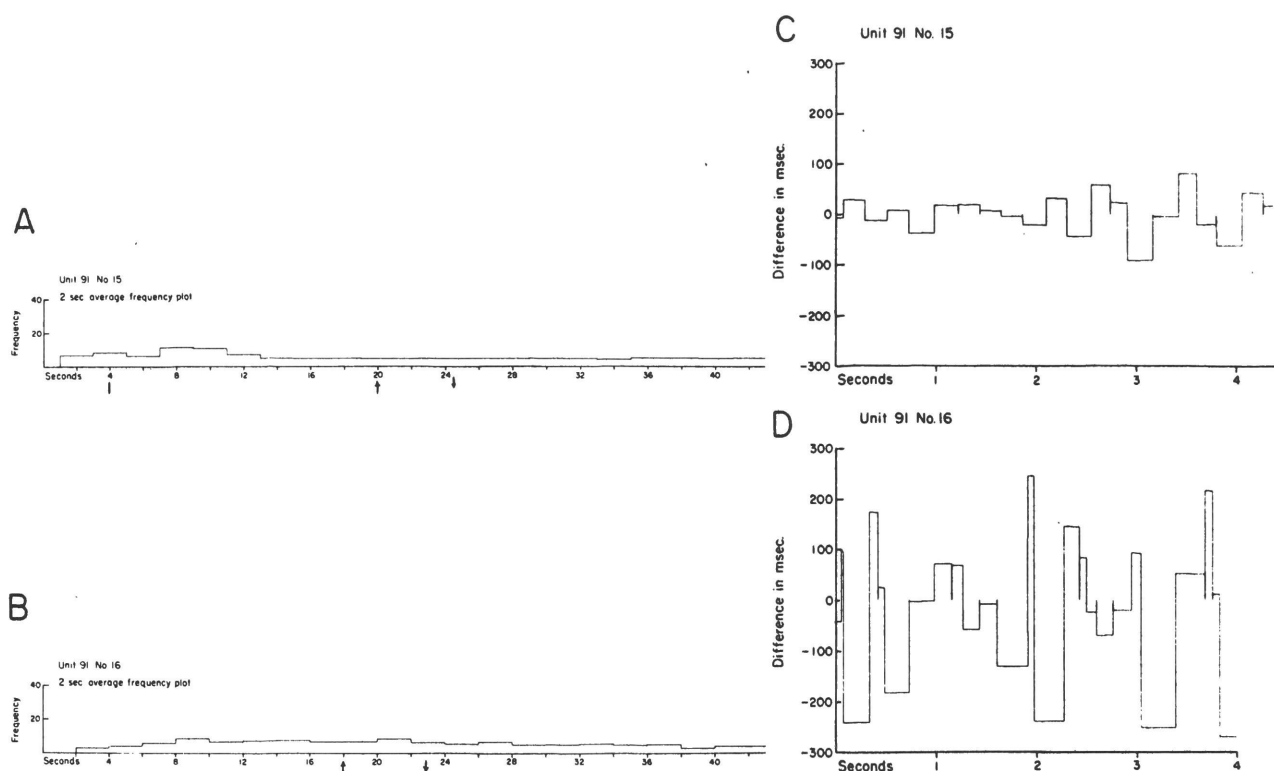 A
Unit 91 No 15
2 sec average frequency plot
Frequency
40
20
Seconds 4 8 12 16 20 24 28 32 36 40
B
Unit 91 No 16
2 sec average frequency plot
Frequency
40
20
Seconds 4 8 12 16 20 24 28 32 36 40
C
Unit 91 No. 15
Difference in msec.
300
200
100
0
-100
-200
-300
Seconds 1 2 3 4
D
Unit 91 No. 16
Difference in msec.
300
200
100
0
-100
-200
-300
Seconds 1 2 3 4